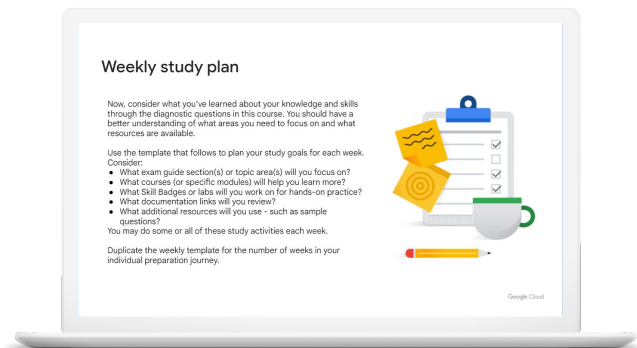 Weekly study plan
Now, consider what you've learned about your knowledge and skills
through the diagnostic questions in this course. You should have a
better understanding of what areas you need to focus on and what
resources are available.
Use the template that follows to plan your study goals for each week.
Consider:
● What exam guide section(s) or topic area(s) will you focus on?
● What courses (or specific modules) will help you learn more?
● What Skill Badges or labs will you work on for hands-on practice?
● What documentation links will you review?
● What additional resources will you use - such as sample
questions?
You may do some or all of these study activities each week.
Duplicate the weekly template for the number of weeks in your
individual preparation journey.
Google Cloud